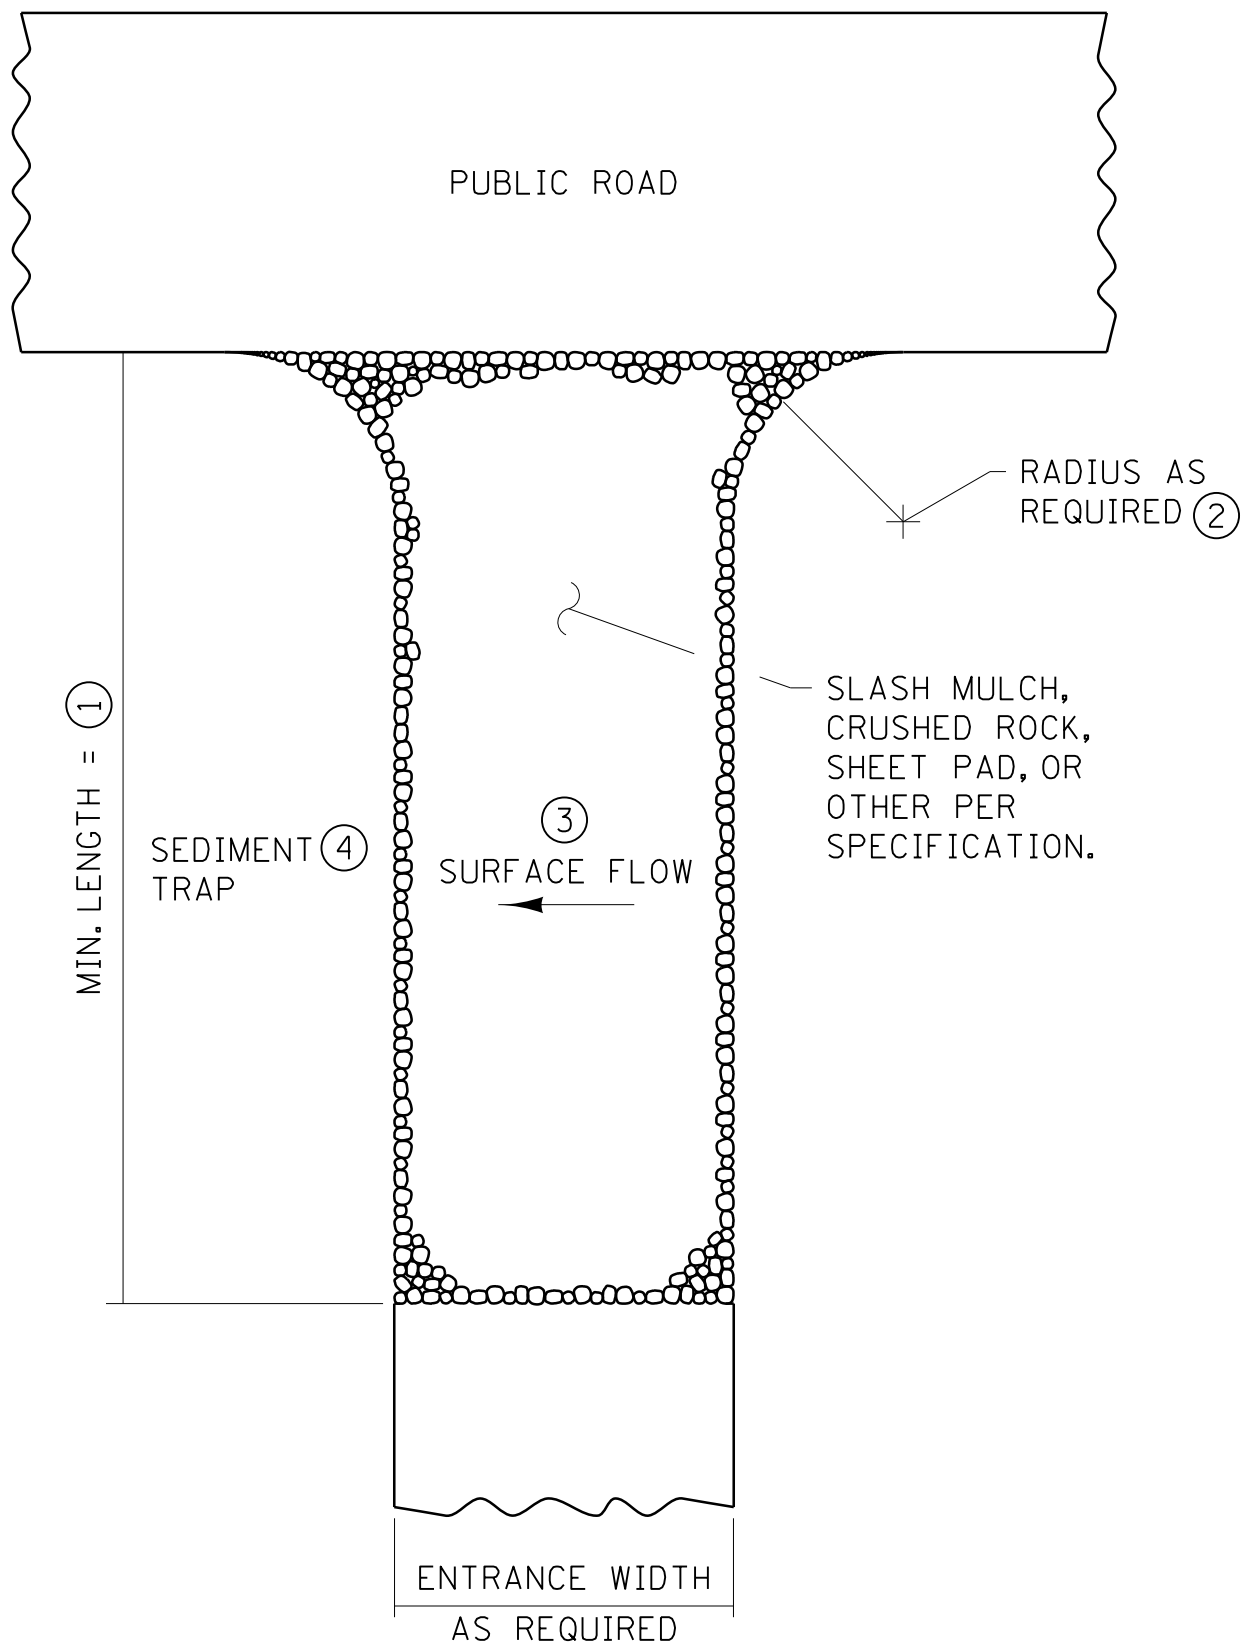 PUBLIC ROAD
RADIUS AS
REQUIRED 2
SLASH MULCH,
CRUSHED ROCK,
SHEET PAD, OR
OTHER PER
SPECIFICATION.
MIN. LENGTH = 1
SEDIMENT 4
TRAP
3
SURFACE FLOW
ENTRANCE WIDTH
AS REQUIRED